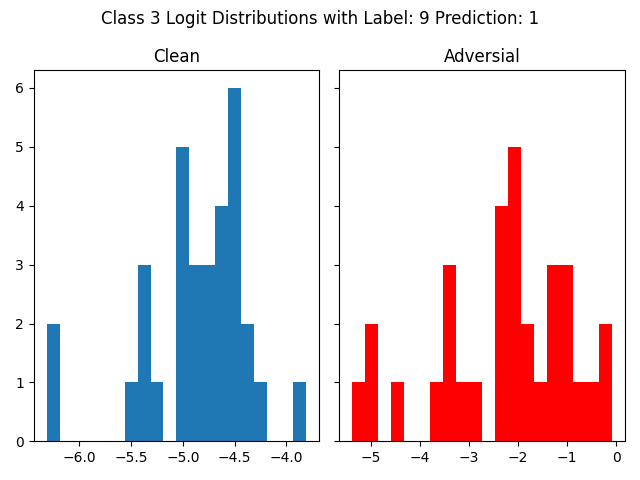 Class 3 Logit Distributions with Label: 9 Prediction: 1
Clean
Adversial
6
5
4
3
2
1
0
−6.0 −5.5 −5.0 −4.5 −4.0
−5 −4 −3 −2 −1 0